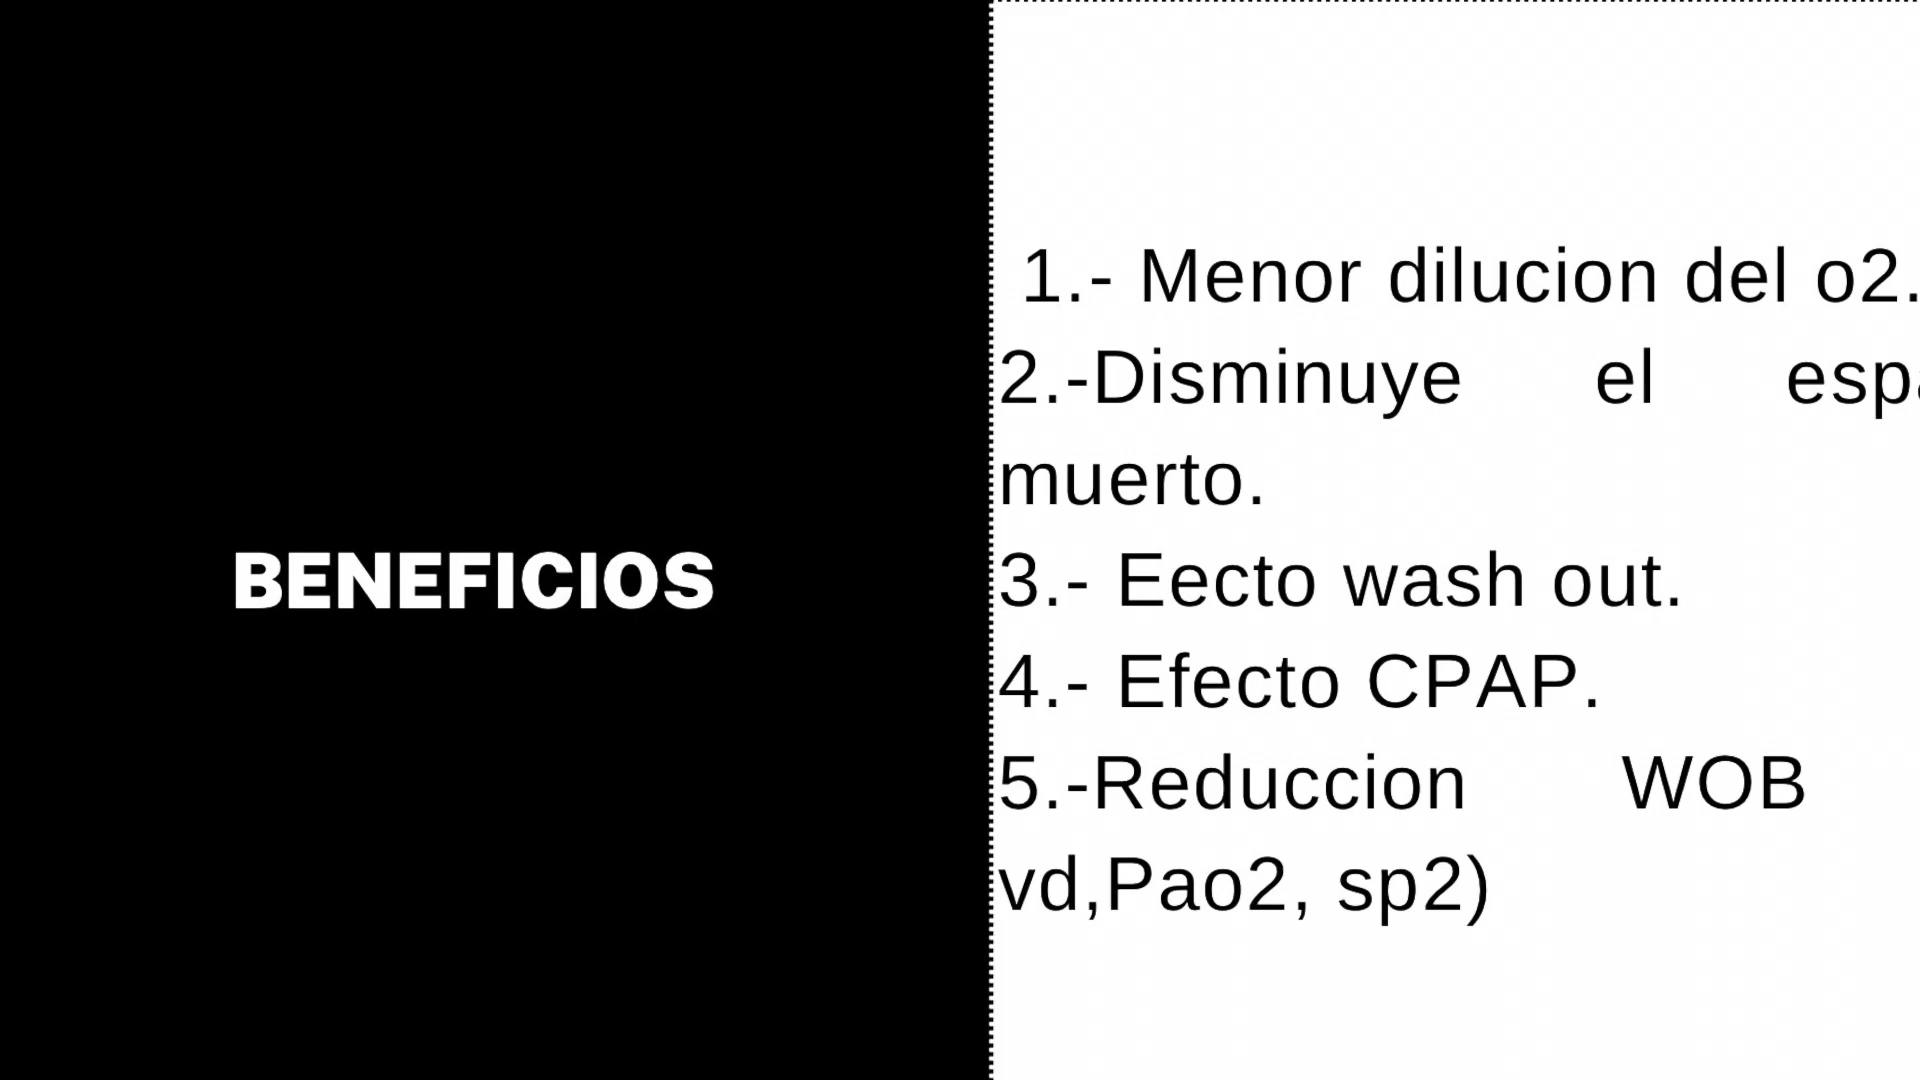 BENEFICIOS
1.- Menor dilucion del o2.
2.-Disminuye el
muerto.
3.- Eecto wash out.
4.- Efecto CPAP.
5.-Reduccion WOB
vd,Pao2, sp2)